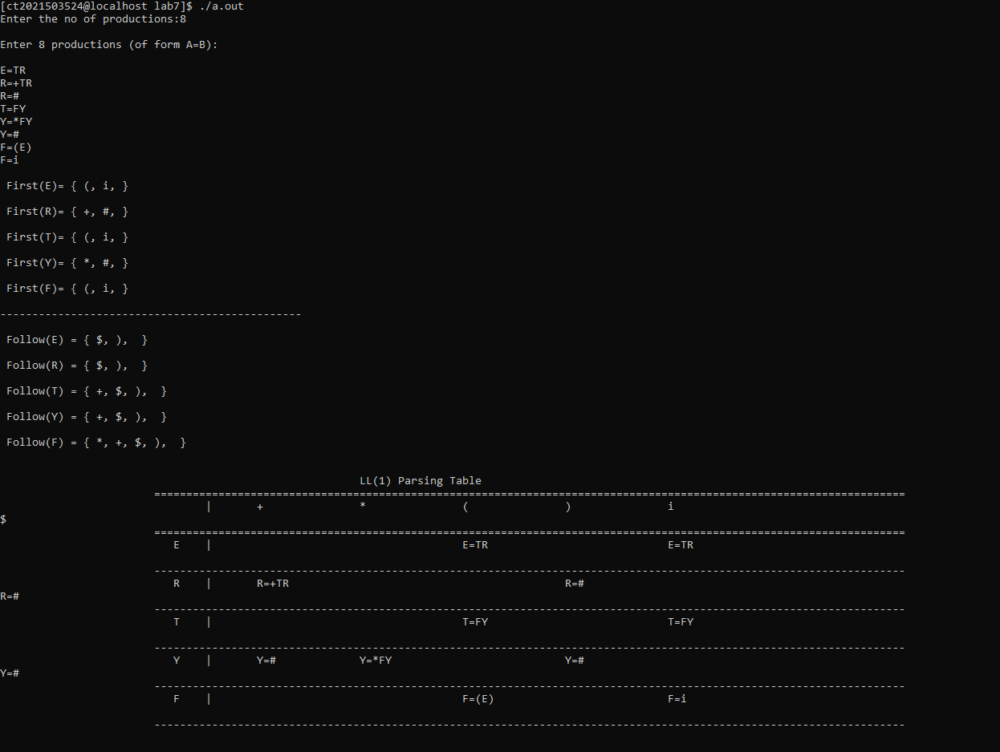 [ct2021503524@localhost lab7]$ ./a.out
Enter the no of productions:8
Enter 8 productions (of form A=B):
E=TR
R=+TR
R=#
T=FY
Y=*FY
Y=#
F=(E)
F=i
First(E)= { (, i, }
First(R)= { +, #, }
First(T)= { (, i, }
First(Y)= { *, #, }
First(F)= { (, i, }
-----------------------------------------------
Follow(E) = { $, ),  }
Follow(R) = { $, ),  }
Follow(T) = { +, $, ),  }
Follow(Y) = { +, $, ),  }
Follow(F) = { *, +, $, ),  }
LL(1) Parsing Table
=====================================================================================================================
| + * ( ) i
$
=====================================================================================================================
E | E=TR E=TR
---------------------------------------------------------------------------------------------------------------------
R | R=+TR R=#
R=#
---------------------------------------------------------------------------------------------------------------------
T | T=FY T=FY
---------------------------------------------------------------------------------------------------------------------
Y | Y=# Y=*FY Y=#
Y=#
---------------------------------------------------------------------------------------------------------------------
F | F=(E) F=i
---------------------------------------------------------------------------------------------------------------------